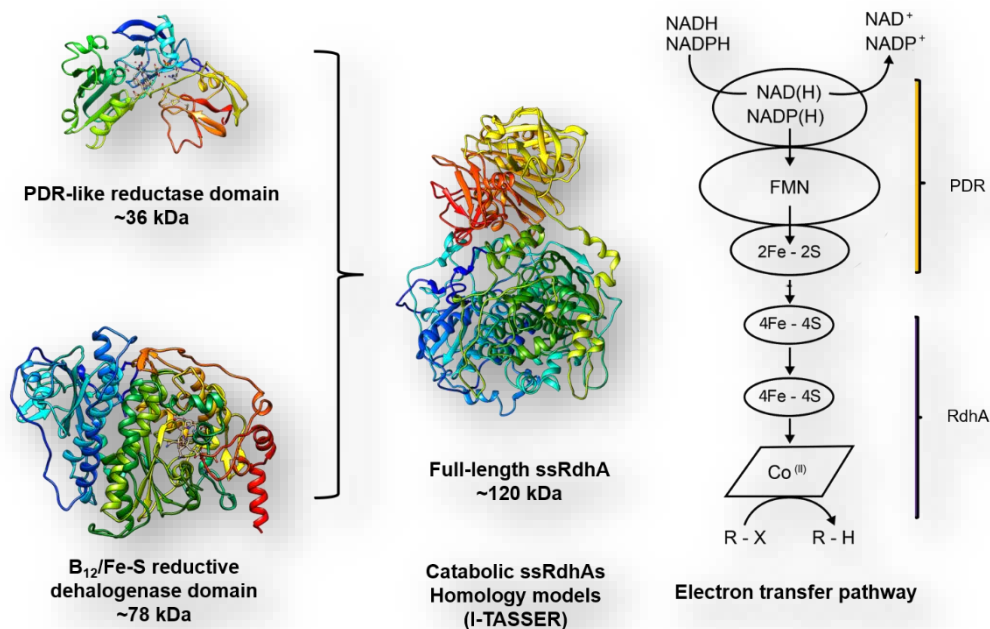 PDR-like reductase domain
~36 kDa
B₁₂/Fe-S reductive
dehalogenase domain
~78 kDa
Full-length ssRdhA
~120 kDa
Catabolic ssRdhAs
Homology models
(I-TASSER)
NADH
NADPH
NAD⁺
NADP⁺
NAD(H)
NADP(H)
FMN
2Fe - 2S
4Fe - 4S
4Fe - 4S
Co (II)
R - X
R - H
PDR
RdhA
Electron transfer pathway